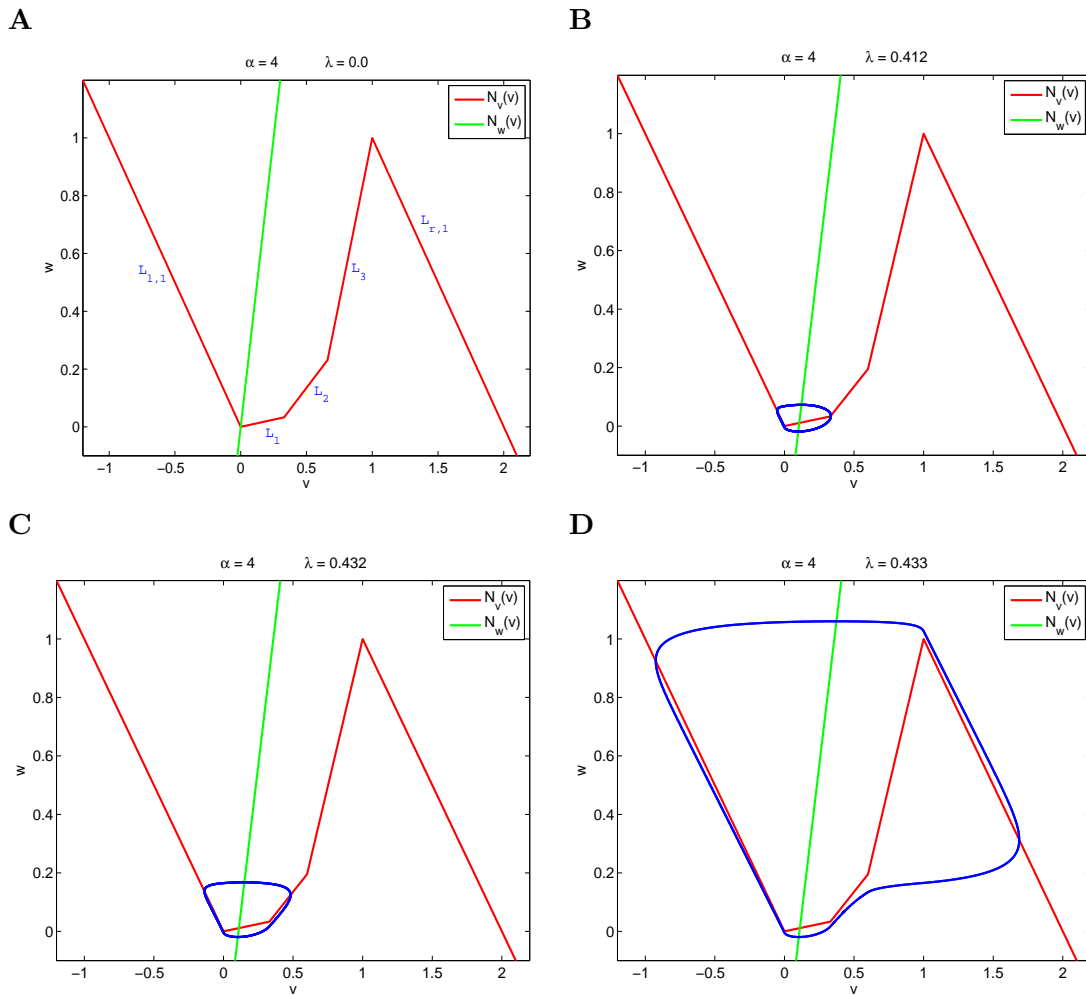 A
α = 4 λ = 0.0
N_v(v)
N_w(v)
w
1
0.8
0.6
0.4
0.2
0
L_{l,1}
L_{r,1}
L_3
L_2
L_1
−1 −0.5 0 0.5 1 1.5 2
v
B
α = 4 λ = 0.412
N_v(v)
N_w(v)
w
1
0.8
0.6
0.4
0.2
0
−1 −0.5 0 0.5 1 1.5 2
v
C
α = 4 λ = 0.432
N_v(v)
N_w(v)
w
1
0.8
0.6
0.4
0.2
0
−1 −0.5 0 0.5 1 1.5 2
v
D
α = 4 λ = 0.433
N_v(v)
N_w(v)
w
1
0.8
0.6
0.4
0.2
0
−1 −0.5 0 0.5 1 1.5 2
v